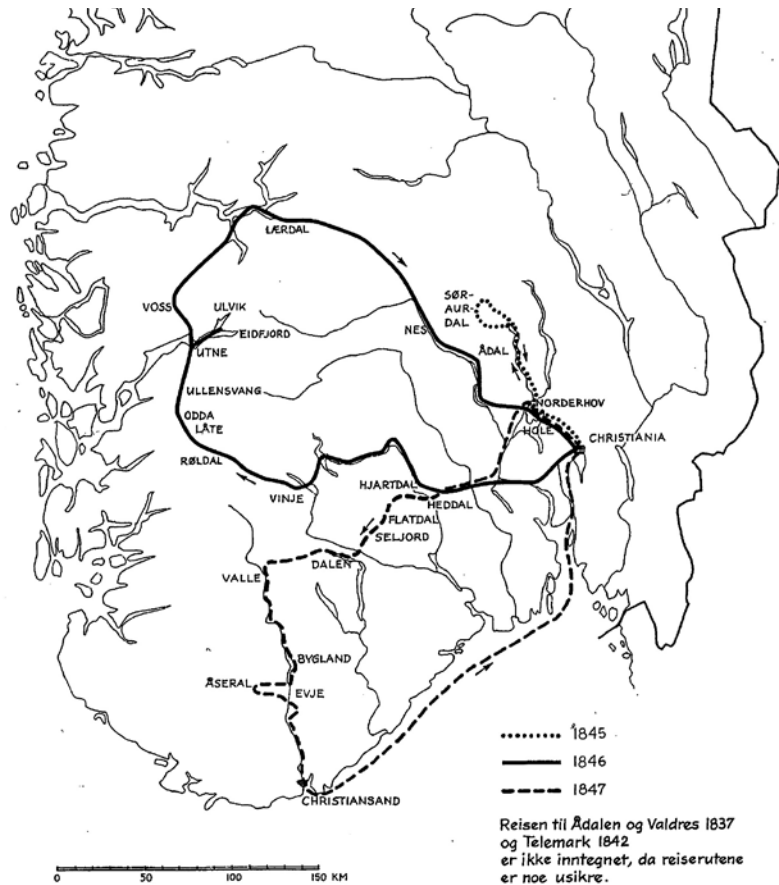 LÆRDAL
SØR-
AUR-
DAL
VOSS
ULVIK
EIDFJORD
NES
ÅDAL
UTNE
ULLENSVANG
NORDERHOV
HOLE
CHRISTIANIA
ODDA
LÅTE
RØLDAL
VINJE
HJARTDAL
HEDDAL
FLATDAL
SELJORD
DALEN
VALLE
BYGLAND
ÅSERAL
EVJE
CHRISTIANSAND
1845
1846
1847
Reisen til Ådalen og Valdres 1837
og Telemark 1842
er ikke inntegnet, da reiserutene
er noe usikre.
0 50 100 150 KM